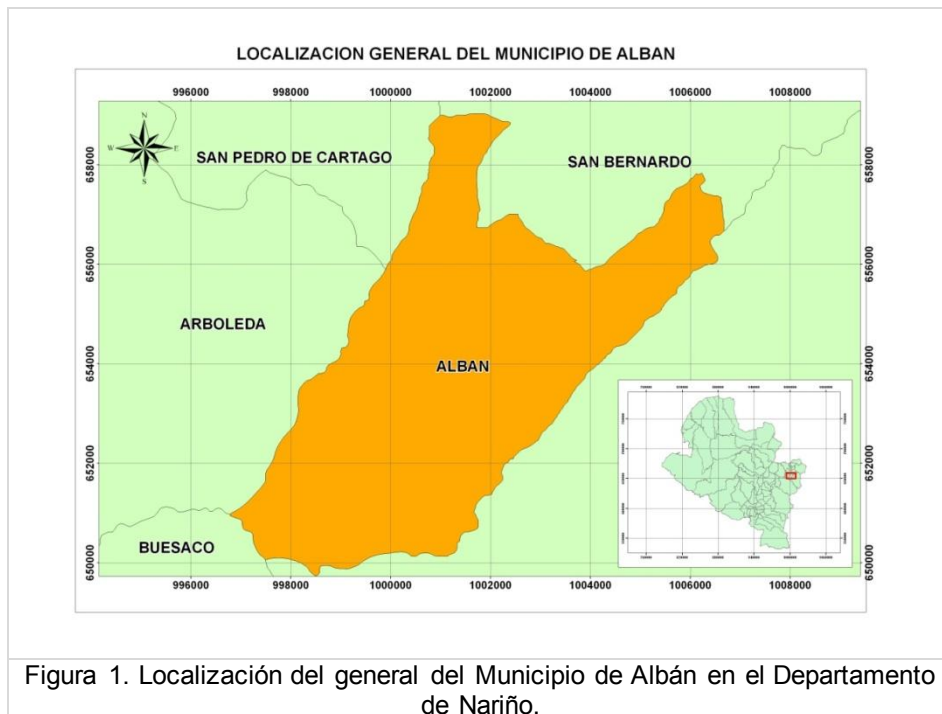 LOCALIZACION GENERAL DEL MUNICIPIO DE ALBAN
996000 998000 1000000 1002000 1004000 1006000 1008000
N
W E
S
SAN PEDRO DE CARTAGO
SAN BERNARDO
658000 658000
656000 656000
ARBOLEDA
ALBAN
654000 654000
652000 652000
BUESACO
650000 650000
996000 998000 1000000 1002000 1004000 1006000 1008000
Figura 1. Localización del general del Municipio de Albán en el Departamento
de Nariño.